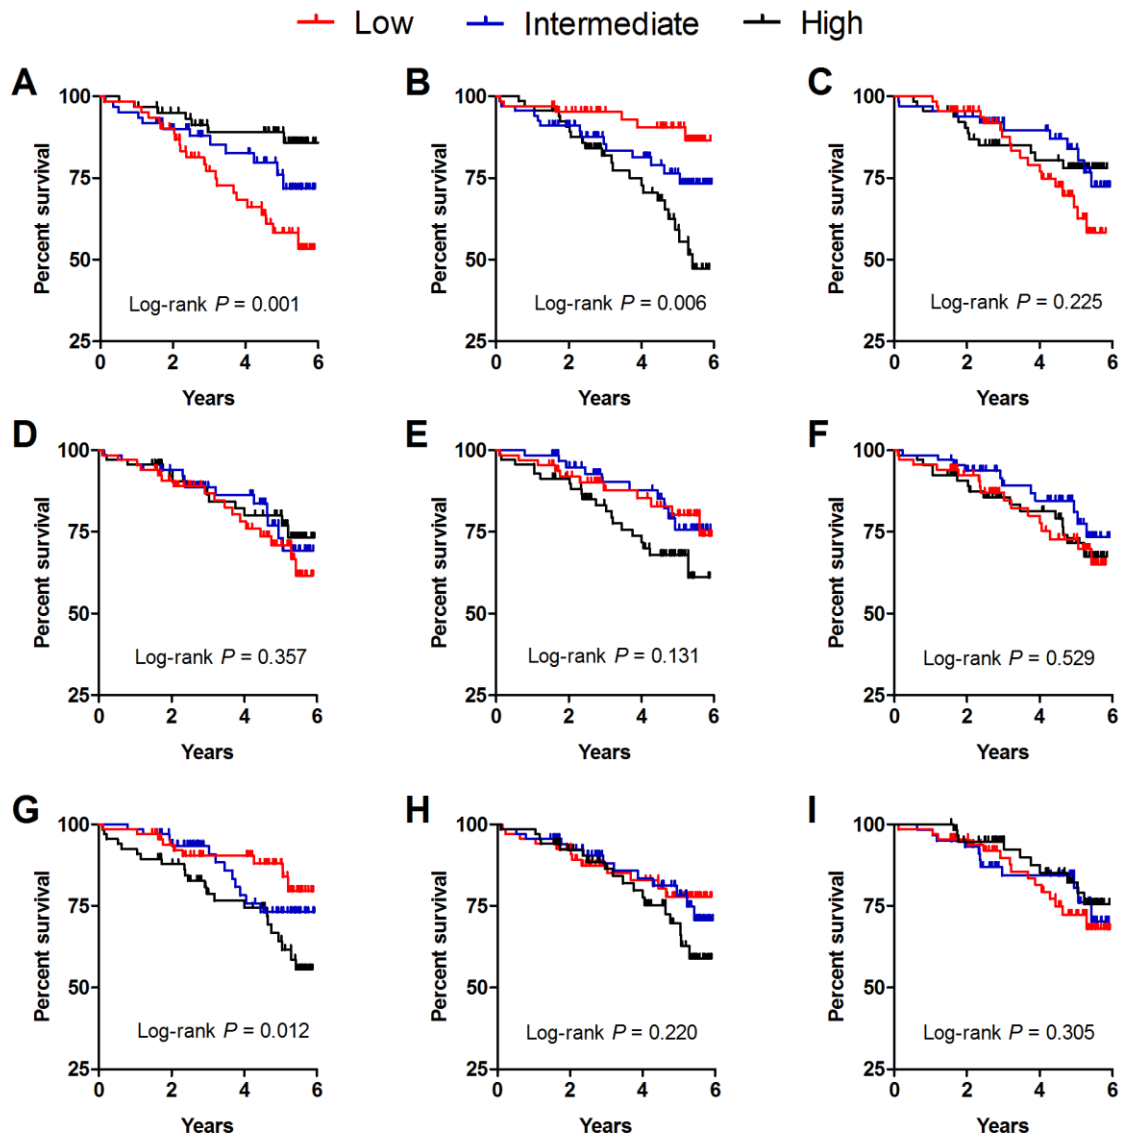 Low Intermediate High
A B C
100 100 100
75 75 75
50 50 50
25 25 25
Percent survival Percent survival Percent survival
Log-rank P = 0.001 Log-rank P = 0.006 Log-rank P = 0.225
0 2 4 6 0 2 4 6 0 2 4 6
Years Years Years
D E F
100 100 100
75 75 75
50 50 50
25 25 25
Percent survival Percent survival Percent survival
Log-rank P = 0.357 Log-rank P = 0.131 Log-rank P = 0.529
0 2 4 6 0 2 4 6 0 2 4 6
Years Years Years
G H I
100 100 100
75 75 75
50 50 50
25 25 25
Percent survival Percent survival Percent survival
Log-rank P = 0.012 Log-rank P = 0.220 Log-rank P = 0.305
0 2 4 6 0 2 4 6 0 2 4 6
Years Years Years